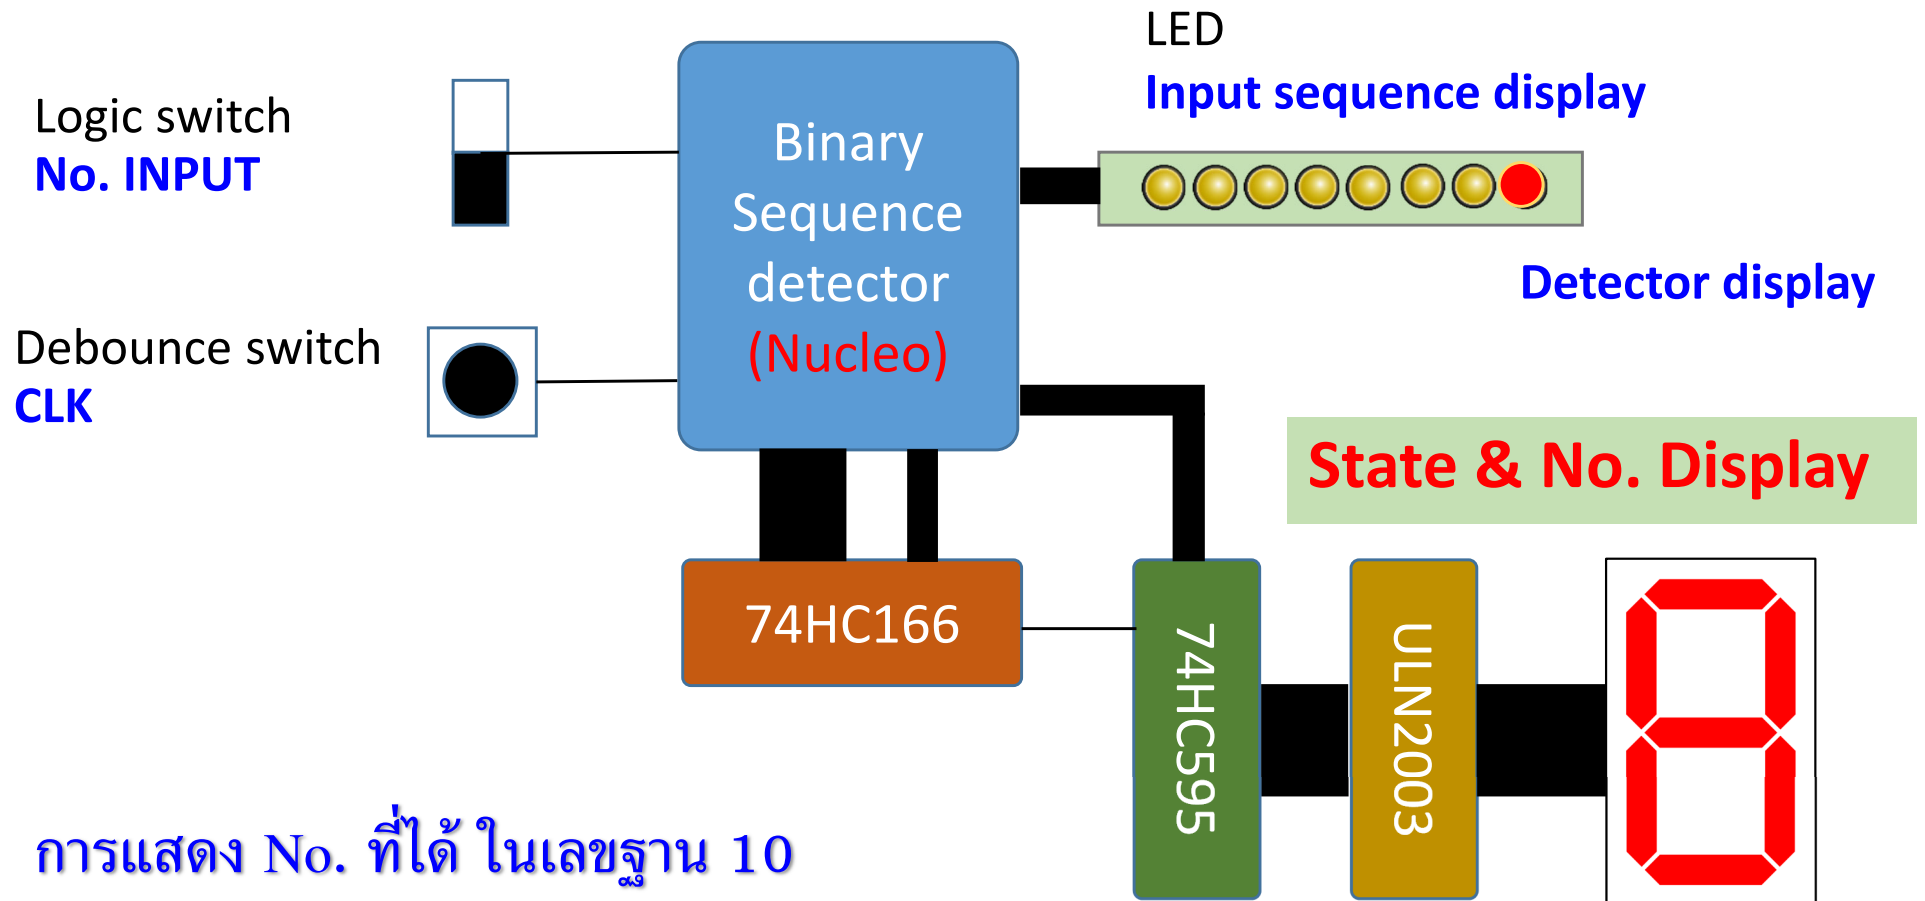 Logic switch
No. INPUT
Debounce switch
CLK
Binary
Sequence
detector
(Nucleo)
LED
Input sequence display
Detector display
State & No. Display
74HC166
74HC595
ULN2003
การแสดง No. ที่ได้ ในเลขฐาน 10